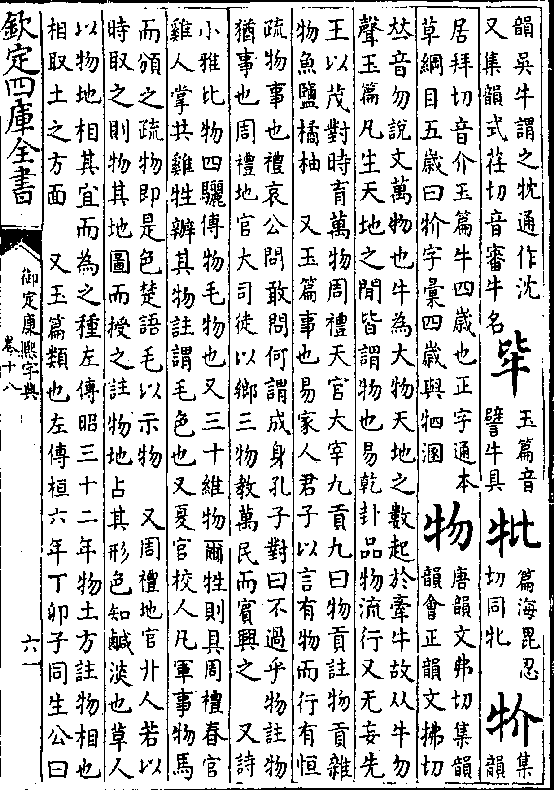 韻吳牛謂之㸬通作沈
又集韻式荏切音審牛名
𤘤
玉篇音
譬牛具
㸪
篇海毘忍
切同牝
㸫
集
韻
居拜切音介玉篇牛四歲也正字通本
草綱目五歲曰㸫字彙四歲與牭溷
物
唐韻文弗切集韻
韻會正韻文拂切
𠀤音勿說文萬物也牛為大物天地之數起於牽牛故从牛勿
聲玉篇凡生天地之閒皆謂物也易乾卦品物流行又无妄先
王以茂對時育萬物周禮天官大宰九貢九曰物貢註物貢雜
物魚鹽橘柚 又玉篇事也易家人君子以言有物而行有恒
疏物事也禮哀公問敢問何謂成身孔子對曰不過乎物註物
猶事也周禮地官大司徒以鄉三物教萬民而賔興之 又詩
小雅比物四驪傳物毛物也又三十維物爾牲則具周禮春官
雞人掌共雞牲辨其物註謂毛色也又夏官校人凡軍事物馬
而頒之疏物即是色楚語毛以示物 又周禮地官丱人若以
時取之則物其地圖而授之註物地占其形色知鹹淡也草人
以物地相其宜而為之種左傳昭三十二年物土方註物相也
相取土之方面 又玉篇類也左傳桓六年丁卯子同生公曰
欽定四庫全書
御定康熙字典
卷十八
六一